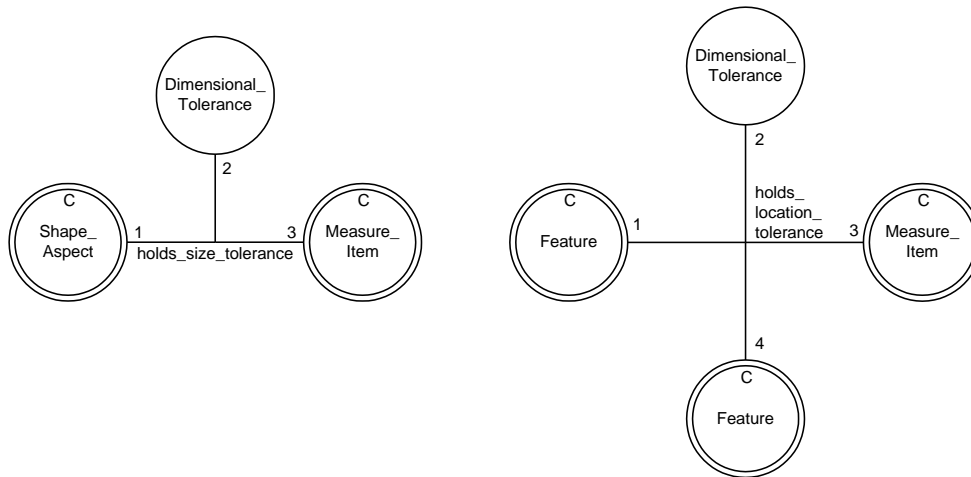 Dimensional_
Tolerance
2
C
Shape_
Aspect
1
holds_size_tolerance
3
C
Measure_
Item
Dimensional_
Tolerance
2
holds_
location_
tolerance
C
Feature
1
3
C
Measure_
Item
4
C
Feature